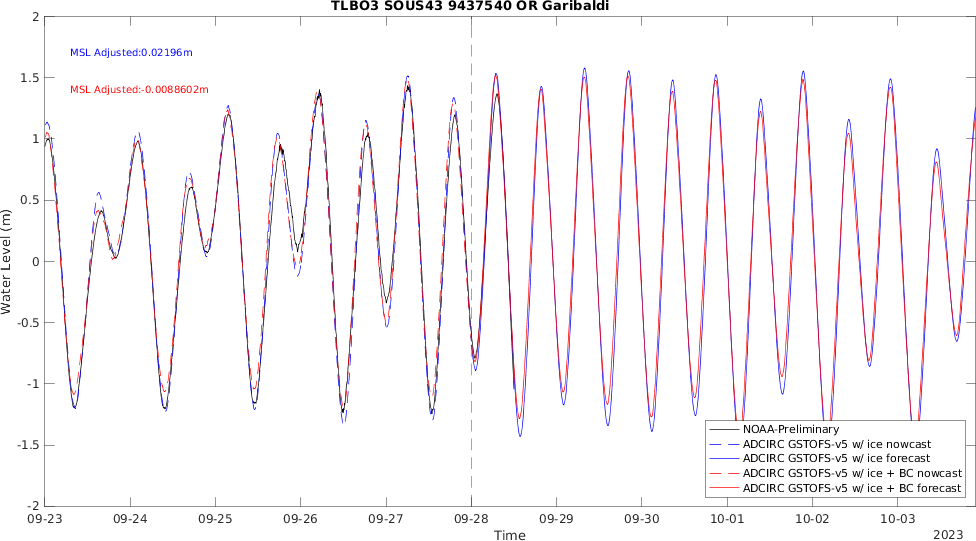 TLBO3 SOUS43 9437540 OR Garibaldi
MSL Adjusted:0.02196m
MSL Adjusted:-0.0088602m
Water Level (m)
2
1.5
1
0.5
0
-0.5
-1
-1.5
-2
NOAA-Preliminary
ADCIRC GSTOFS-v5 w/ ice nowcast
ADCIRC GSTOFS-v5 w/ ice forecast
ADCIRC GSTOFS-v5 w/ ice + BC nowcast
ADCIRC GSTOFS-v5 w/ ice + BC forecast
09-23 09-24 09-25 09-26 09-27 09-28 09-29 09-30 10-01 10-02 10-03
Time
2023